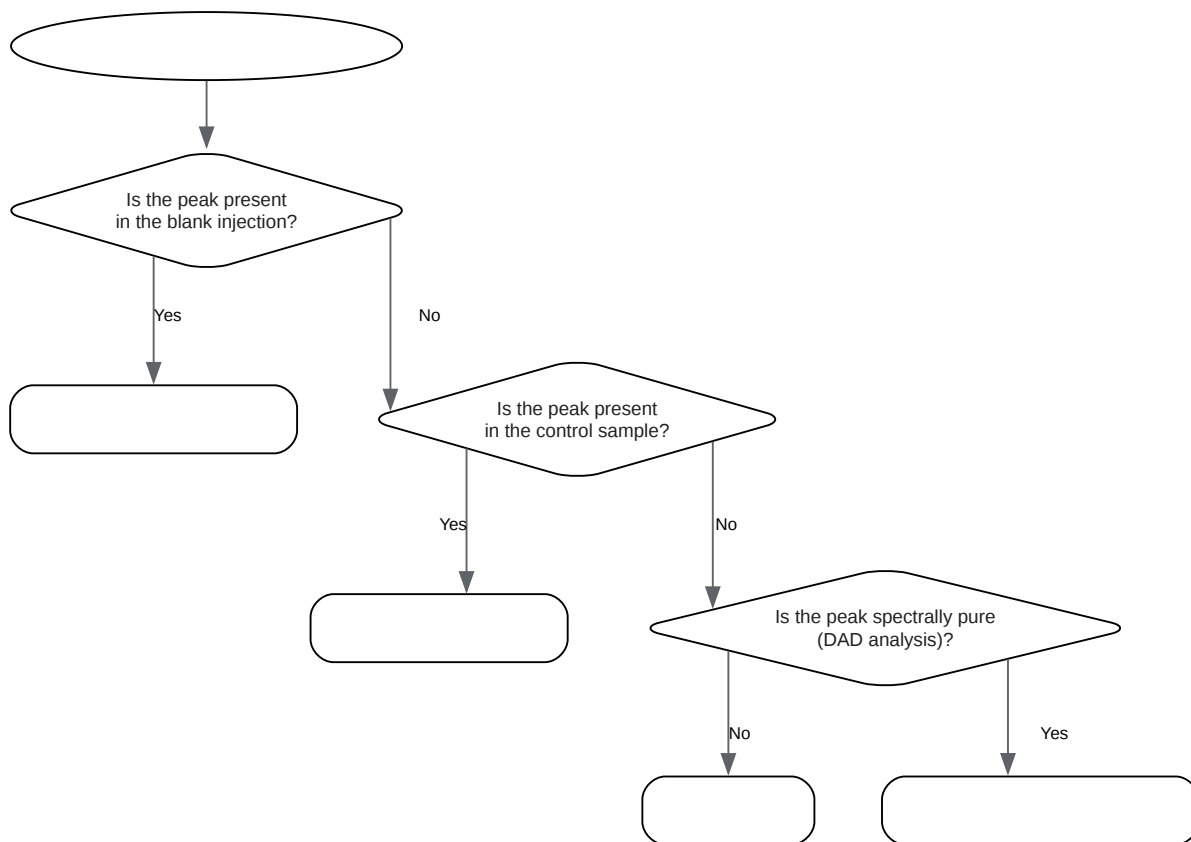 Is the peak present
in the blank injection?
Yes
No
Is the peak present
in the control sample?
Yes
No
Is the peak spectrally pure
(DAD analysis)?
No
Yes